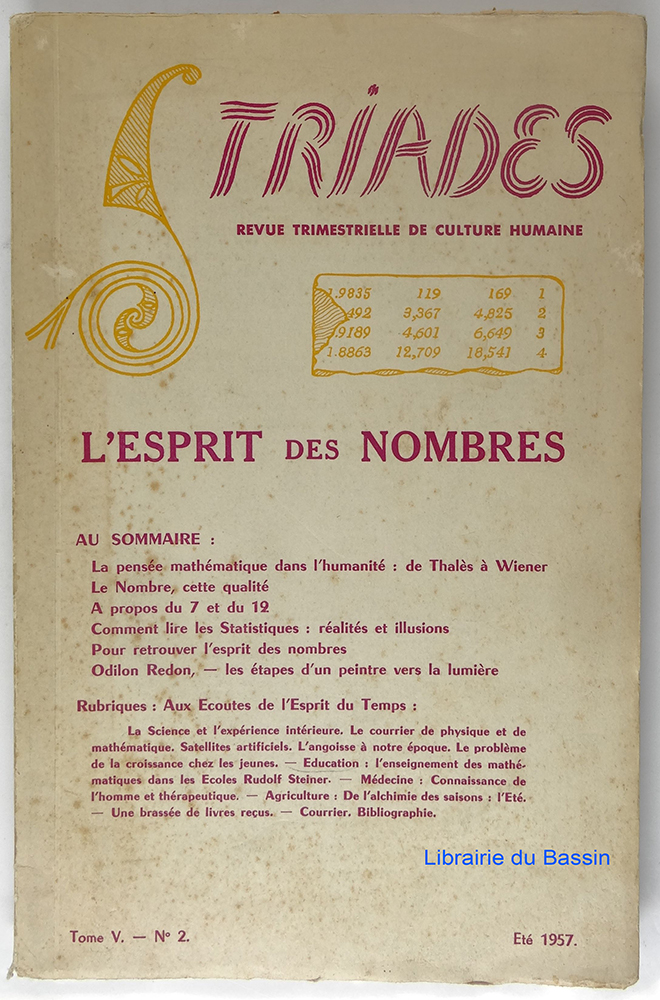 TRIADES
REVUE TRIMESTRIELLE DE CULTURE HUMAINE
1.9835 119 169 1
492 3,367 4,825 2
.9189 4,601 6,649 3
1.8863 12,709 18,541 4
L'ESPRIT DES NOMBRES
AU SOMMAIRE :
La pensée mathématique dans l'humanité : de Thalès à Wiener
Le Nombre, cette qualité
A propos du 7 et du 12
Comment lire les Statistiques : réalités et illusions
Pour retrouver l'esprit des nombres
Odilon Redon, — les étapes d'un peintre vers la lumière
Rubriques : Aux Ecoutes de l'Esprit du Temps :
La Science et l'expérience intérieure. Le courrier de physique et de
mathématique. Satellites artificiels. L'angoisse à notre époque. Le problème
de la croissance chez les jeunes. — Education : l'enseignement des mathé-
matiques dans les Ecoles Rudolf Steiner. — Médecine : Connaissance de
l'homme et thérapeutique. — Agriculture : De l'alchimie des saisons : l'Eté.
— Une brassée de livres reçus. — Courrier. Bibliographie.
Librairie du Bassin
Tome V. — Nº 2.
Eté 1957.